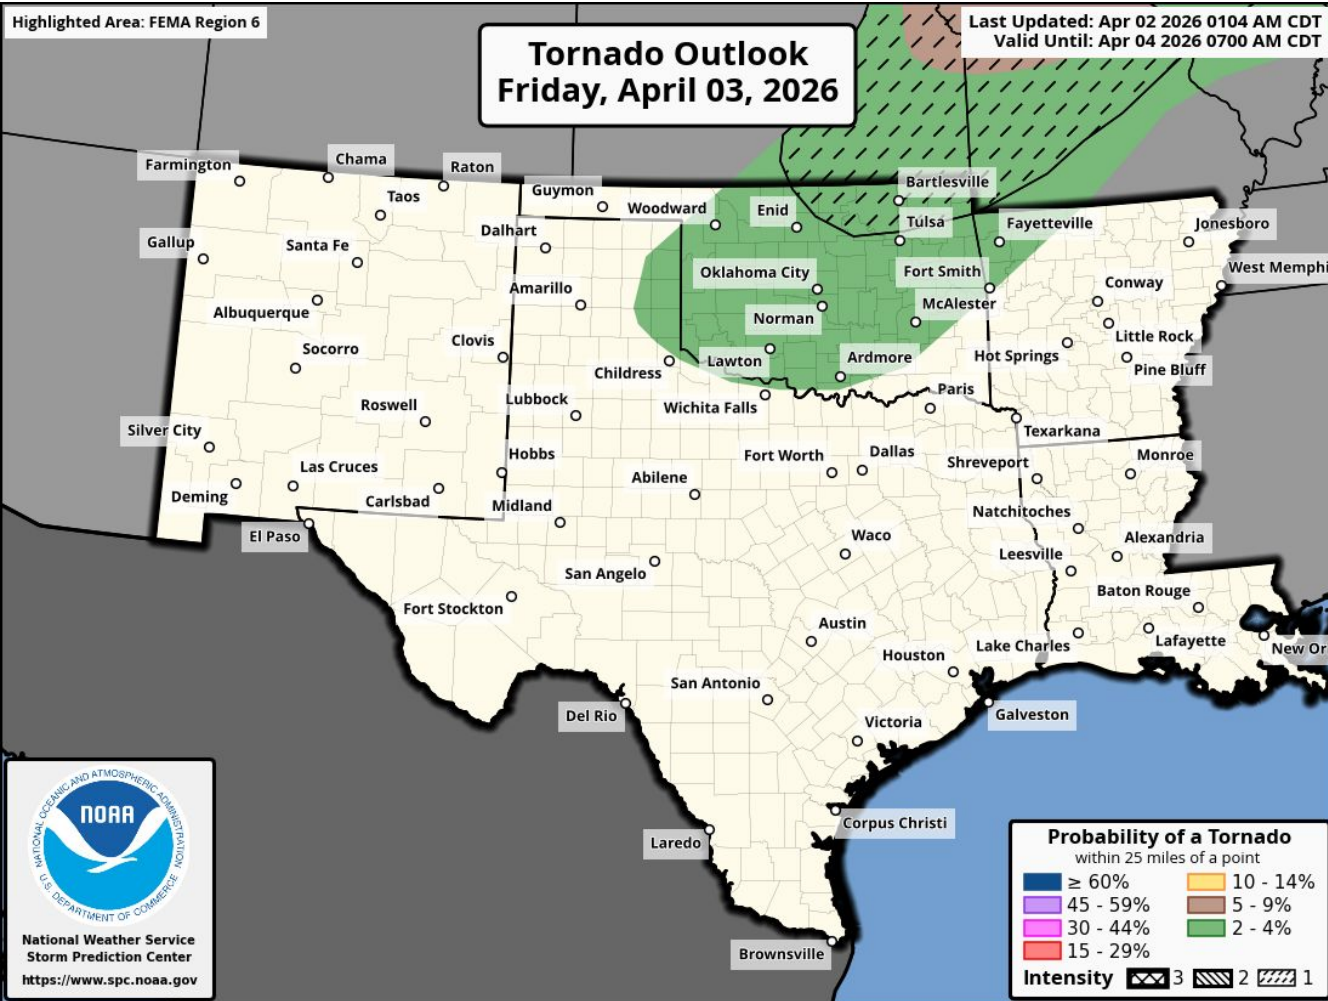 Highlighted Area: FEMA Region 6
Tornado Outlook
Friday, April 03, 2026
Last Updated: Apr 02 2026 0104 AM CDT
Valid Until: Apr 04 2026 0700 AM CDT
Farmington
Chama
Raton
Taos
Guymon
Woodward
Enid
Bartlesville
Tulsa
Fayetteville
Jonesboro
Gallup
Santa Fe
Dalhart
Oklahoma City
Fort Smith
West Memphi
Amarillo
Conway
Albuquerque
Norman
McAlester
Socorro
Clovis
Little Rock
Childress
Lawton
Ardmore
Hot Springs
Pine Bluff
Roswell
Lubbock
Wichita Falls
Paris
Silver City
Texarkana
Las Cruces
Hobbs
Fort Worth
Dallas
Shreveport
Monroe
Deming
Carlsbad
Midland
Abilene
Natchitoches
El Paso
Waco
Alexandria
Leesville
San Angelo
Baton Rouge
Fort Stockton
Austin
Lake Charles
Lafayette
New Or
Houston
San Antonio
Del Rio
Victoria
Galveston
Corpus Christi
Laredo
Brownsville
NATIONAL OCEANIC AND ATMOSPHERIC ADMINISTRATION
NOAA
U.S. DEPARTMENT OF COMMERCE
National Weather Service
Storm Prediction Center
https://www.spc.noaa.gov
Probability of a Tornado
within 25 miles of a point
≥ 60% 10 - 14%
45 - 59% 5 - 9%
30 - 44% 2 - 4%
15 - 29%
Intensity 3 2 1